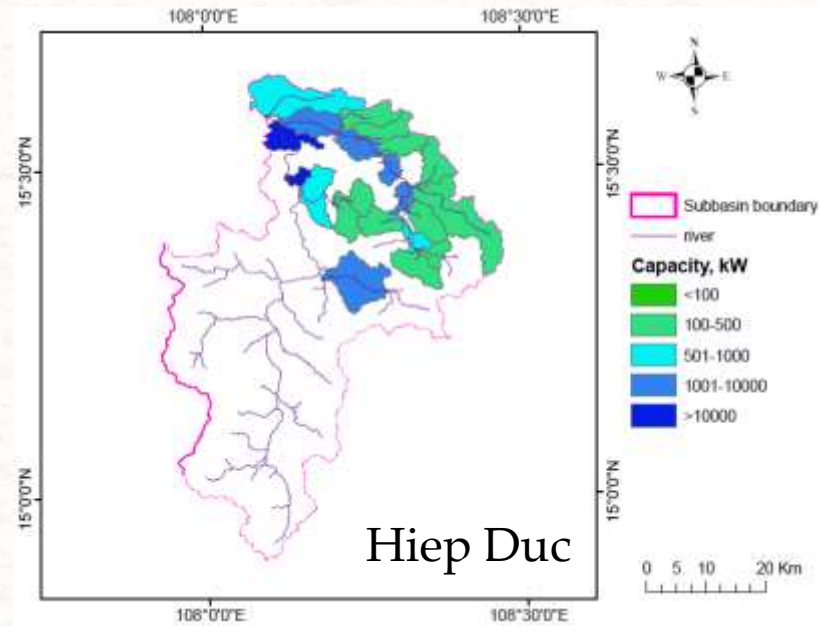 108°0'0"E 108°30'0"E
N
W E
S
15°30'0"N 15°30'0"N
Subbasin boundary
river
Capacity, kW
<100
100-500
501-1000
1001-10000
>10000
15°0'0"N 15°0'0"N
Hiep Duc
0 5 10 20 Km
108°0'0"E 108°30'0"E